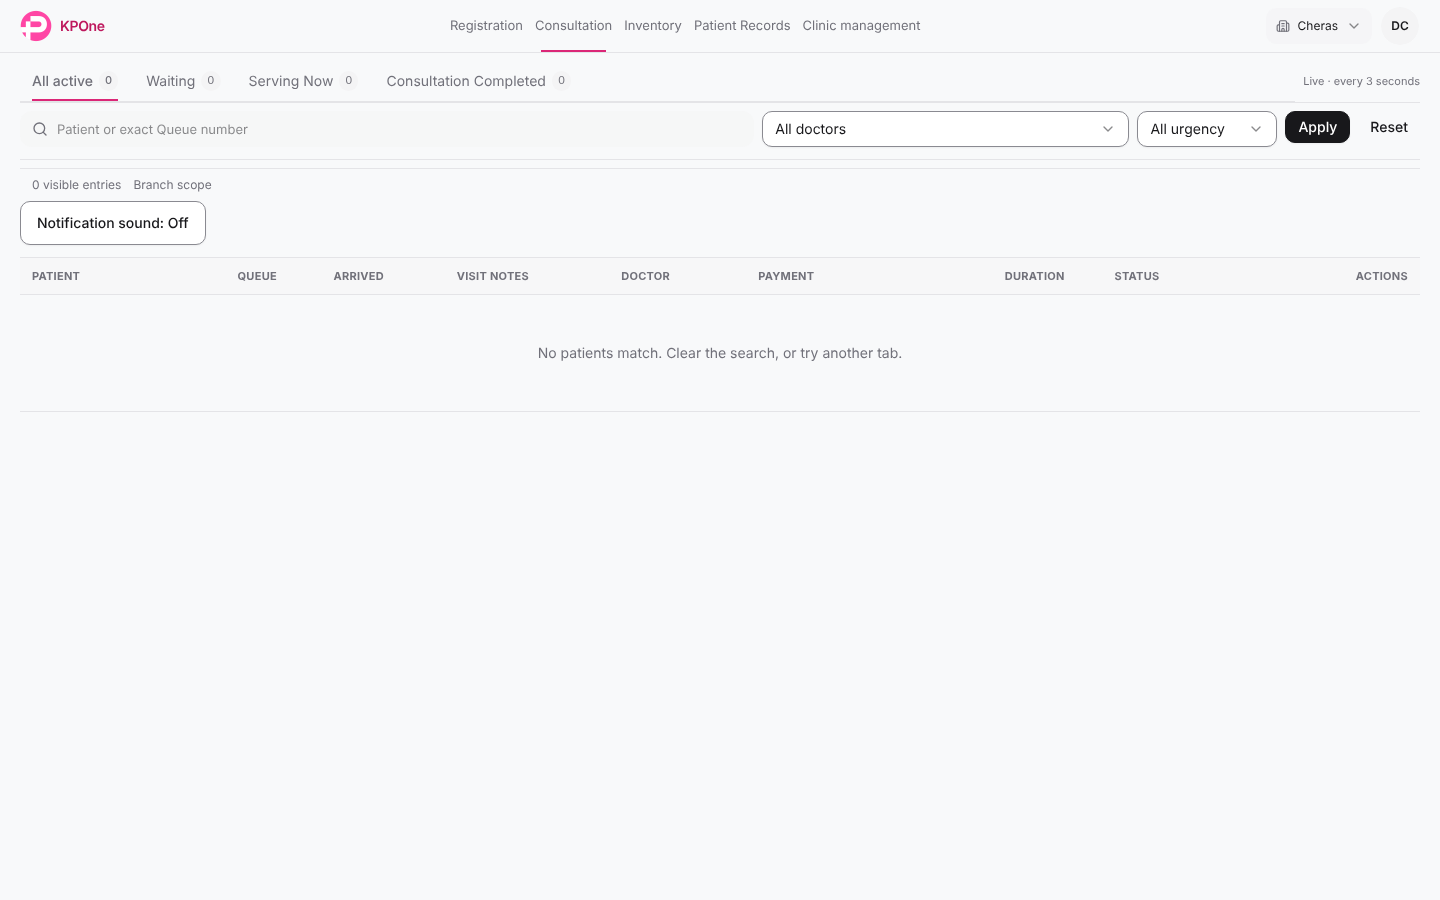 KPOne
Registration Consultation Inventory Patient Records Clinic management
Cheras
DC
All active 0 Waiting 0 Serving Now 0 Consultation Completed 0
Live · every 3 seconds
Patient or exact Queue number
All doctors
All urgency
Apply
Reset
0 visible entries Branch scope
Notification sound: Off
PATIENT QUEUE ARRIVED VISIT NOTES DOCTOR PAYMENT DURATION STATUS ACTIONS
No patients match. Clear the search, or try another tab.